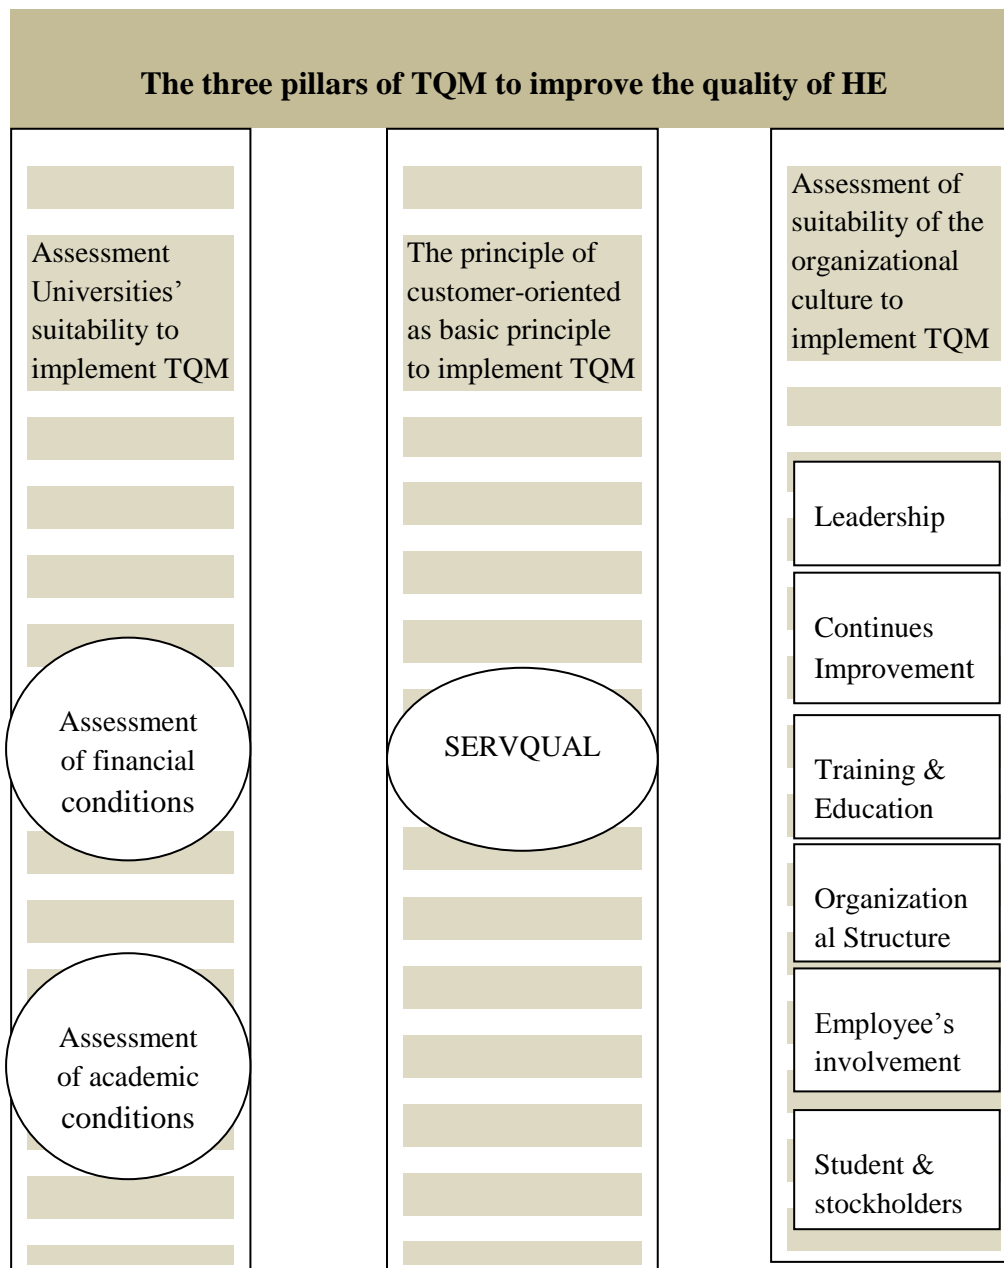 The three pillars of TQM to improve the quality of HE
Assessment
Universities’
suitability to
implement TQM
Assessment
of financial
conditions
Assessment
of academic
conditions
The principle of
customer-oriented
as basic principle
to implement TQM
SERVQUAL
Assessment of
suitability of the
organizational
culture to
implement TQM
Leadership
Continues
Improvement
Training &
Education
Organization
al Structure
Employee’s
involvement
Student &
stockholders